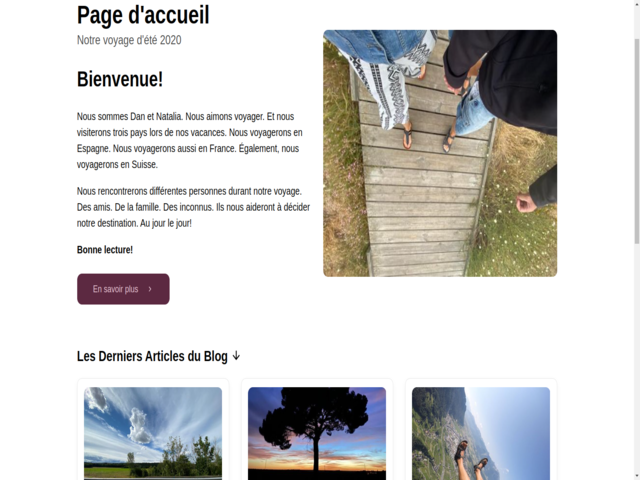 Page d'accueil
Notre voyage d'été 2020
Bienvenue!
Nous sommes Dan et Natalia. Nous aimons voyager. Et nous
visiterons trois pays lors de nos vacances. Nous voyagerons en
Espagne. Nous voyagerons aussi en France. Également, nous
voyagerons en Suisse.
Nous rencontrerons différentes personnes durant notre voyage.
Des amis. De la famille. Des inconnus. Ils nous aideront à décider
notre destination. Au jour le jour!
Bonne lecture!
En savoir plus ›
Les Derniers Articles du Blog ↓